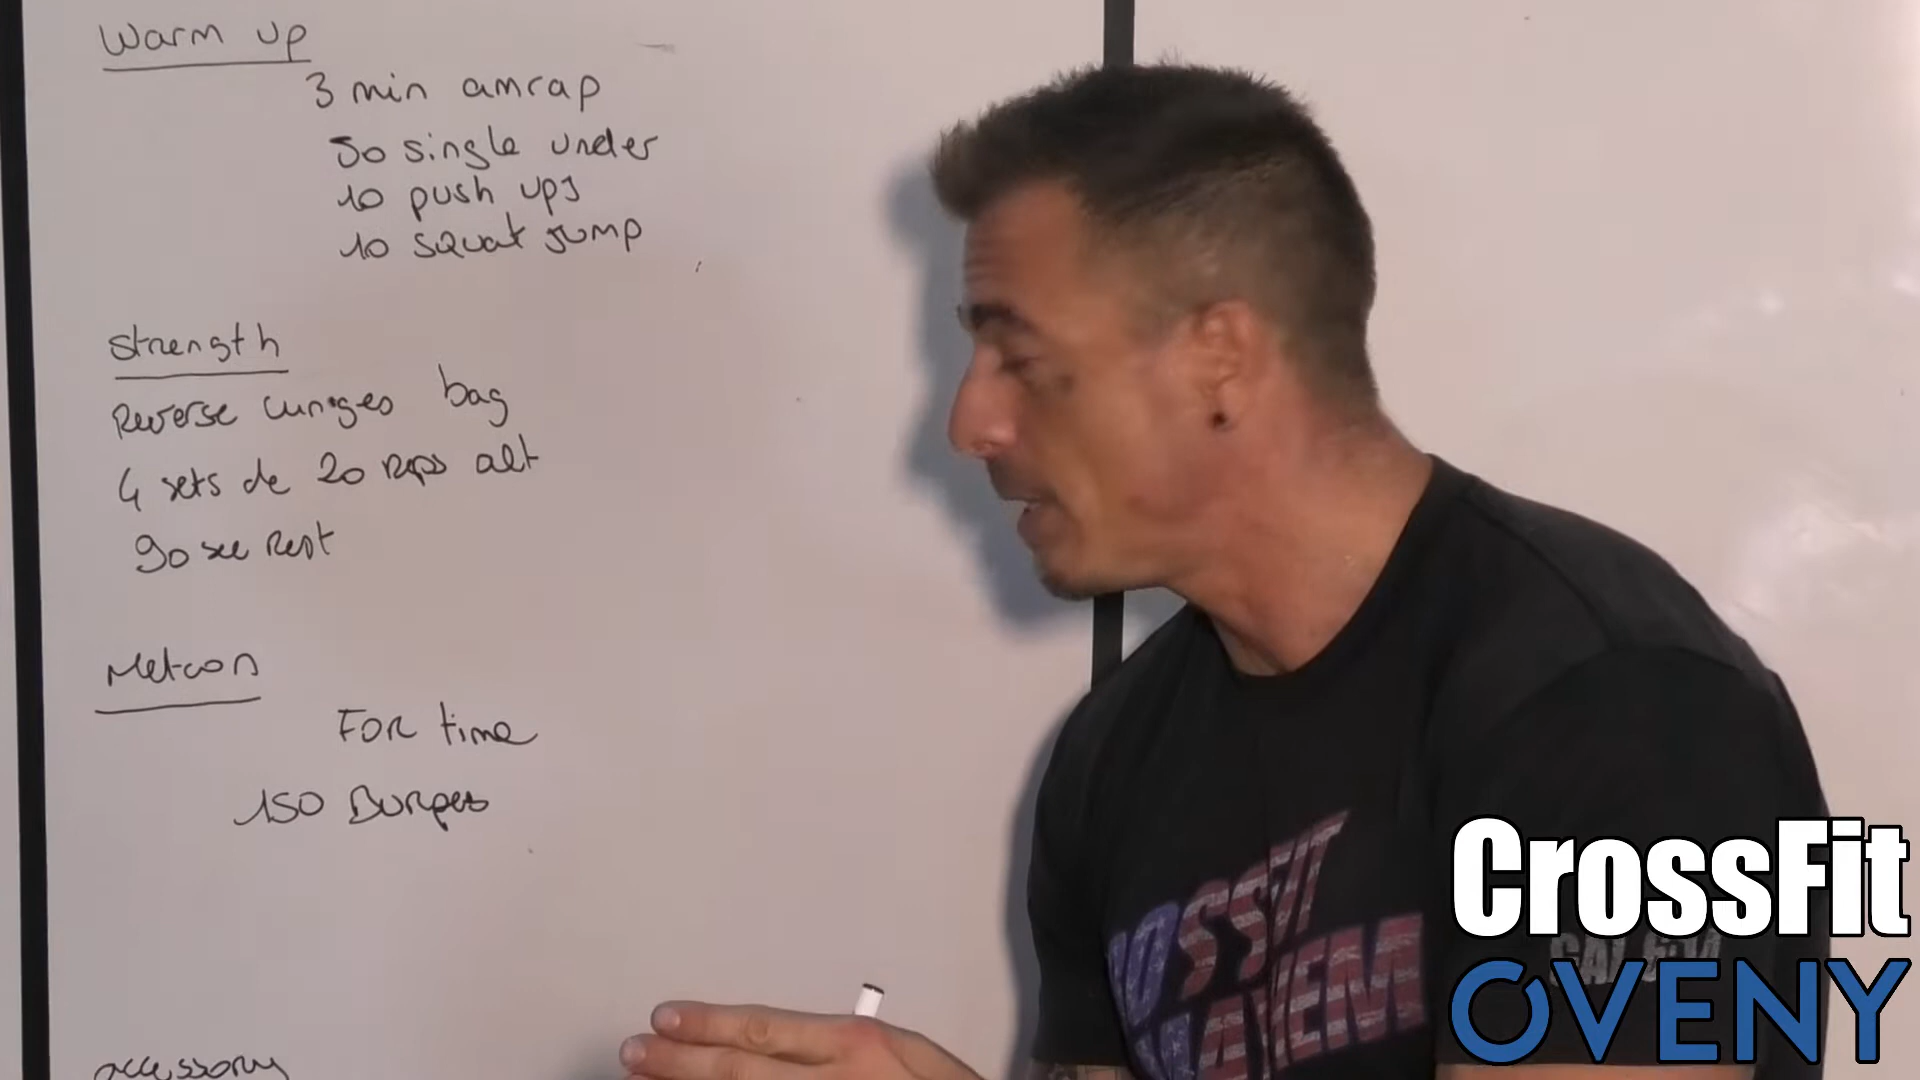 Warm up
3 min amrap
50 single under
10 push ups
10 squat jump
Strength
Reverse lunges bag
4 sets de 20 reps alt
90 sec Rest
Metcon
FOR time
150 Burpees
accessory
CrossFit
OVENY